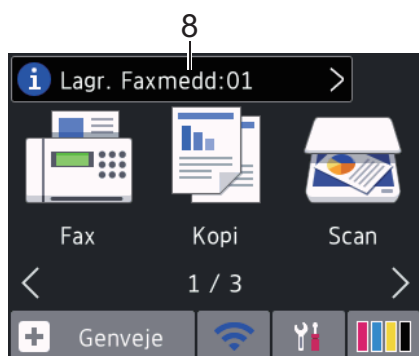 8
Lagr. Faxmedd:01
Fax Kopi Scan
1 / 3
Genveje